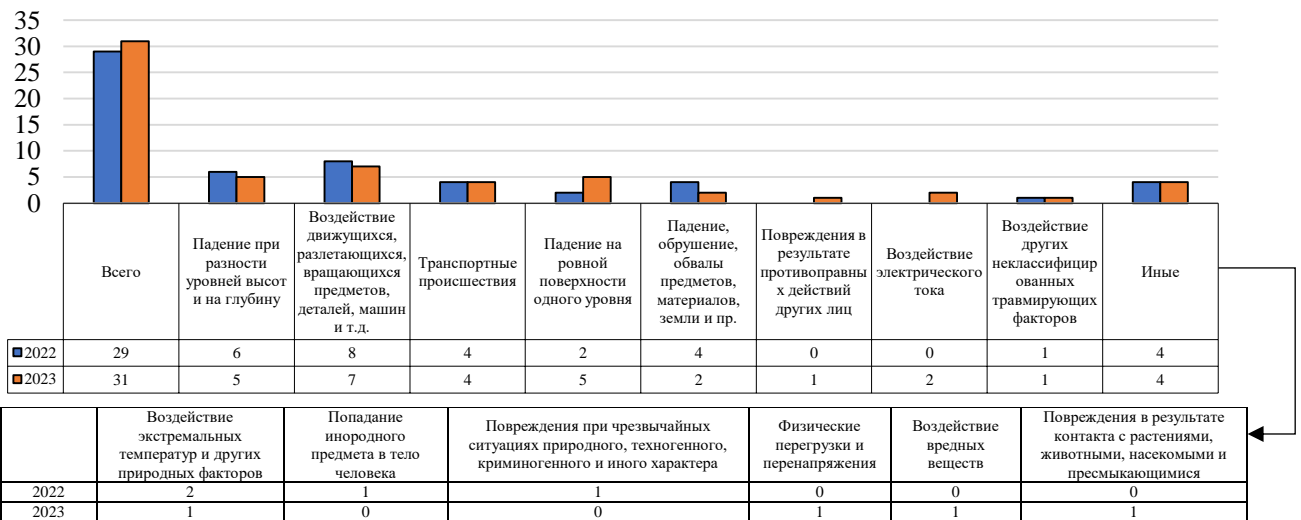 35
30
25
20
15
10
5
0
Всего
Падение при
разности
уровней высот
и на глубину
Воздействие
движущихся,
разлетающихся,
вращающихся
предметов,
деталей, машин
и т.д.
Транспортные
происшествия
Падение на
ровной
поверхности
одного уровня
Падение,
обрушение,
обвалы
предметов,
материалов,
земли и пр.
Повреждения в
результате
противоправны
х действий
других лиц
Воздействие
электрического
тока
Воздействие
других
неклассифицир
ованных
травмирующих
факторов
Иные
2022 29 6 8 4 2 4 0 0 1 4
2023 31 5 7 4 5 2 1 2 1 4
Воздействие
экстремальных
температур и других
природных факторов
Попадание
инородного
предмета в тело
человека
Повреждения при чрезвычайных
ситуациях природного, техногенного,
криминогенного и иного характера
Физические
перегрузки и
перенапряжения
Воздействие
вредных
веществ
Повреждения в результате
контакта с растениями,
животными, насекомыми и
пресмыкающимися
2022 2 1 1 0 0 0
2023 1 0 0 1 1 1